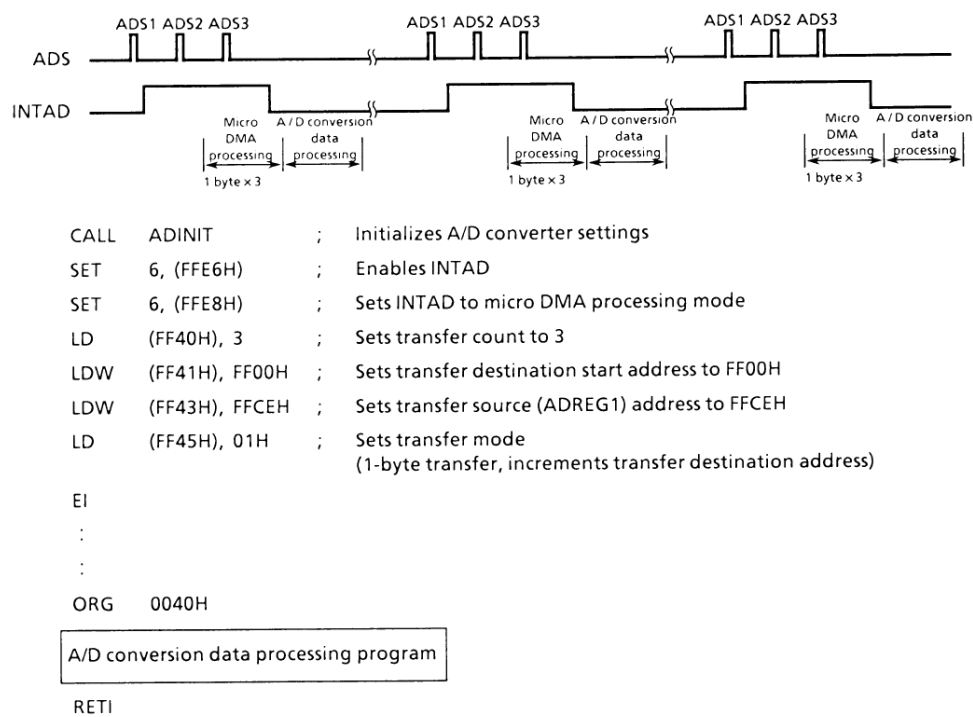 ADS1 ADS2 ADS3 ADS1 ADS2 ADS3 ADS1 ADS2 ADS3
ADS
INTAD
Micro DMA processing
A/D conversion data processing
1 byte × 3
Micro DMA processing
A/D conversion data processing
1 byte × 3
Micro DMA processing
A/D conversion data processing
1 byte × 3
CALL ADINIT ; Initializes A/D converter settings
SET 6, (FFE6H) ; Enables INTAD
SET 6, (FFE8H) ; Sets INTAD to micro DMA processing mode
LD (FF40H), 3 ; Sets transfer count to 3
LDW (FF41H), FF00H ; Sets transfer destination start address to FF00H
LDW (FF43H), FFCEH ; Sets transfer source (ADREG1) address to FFCEH
LD (FF45H), 01H ; Sets transfer mode
(1-byte transfer, increments transfer destination address)
EI
:
:
ORG 0040H
A/D conversion data processing program
RETI